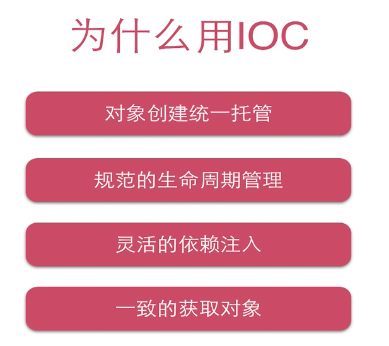 为什么用IOC
对象创建统一托管
规范的生命周期管理
灵活的依赖注入
一致的获取对象